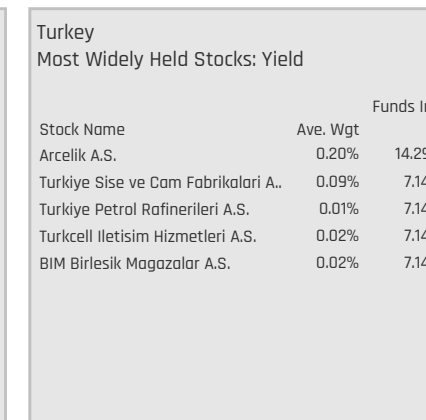 Turkey
Most Widely Held Stocks: Yield
Funds
Stock Name Ave. Wgt
Arcelik A.S. 0.20% 14.29
Turkiye Sise ve Cam Fabrikalari A.. 0.09% 7.14
Turkiye Petrol Rafinerileri A.S. 0.01% 7.14
Turkcell Iletisim Hizmetleri A.S. 0.02% 7.14
BIM Birlesik Magazalar A.S. 0.02% 7.14